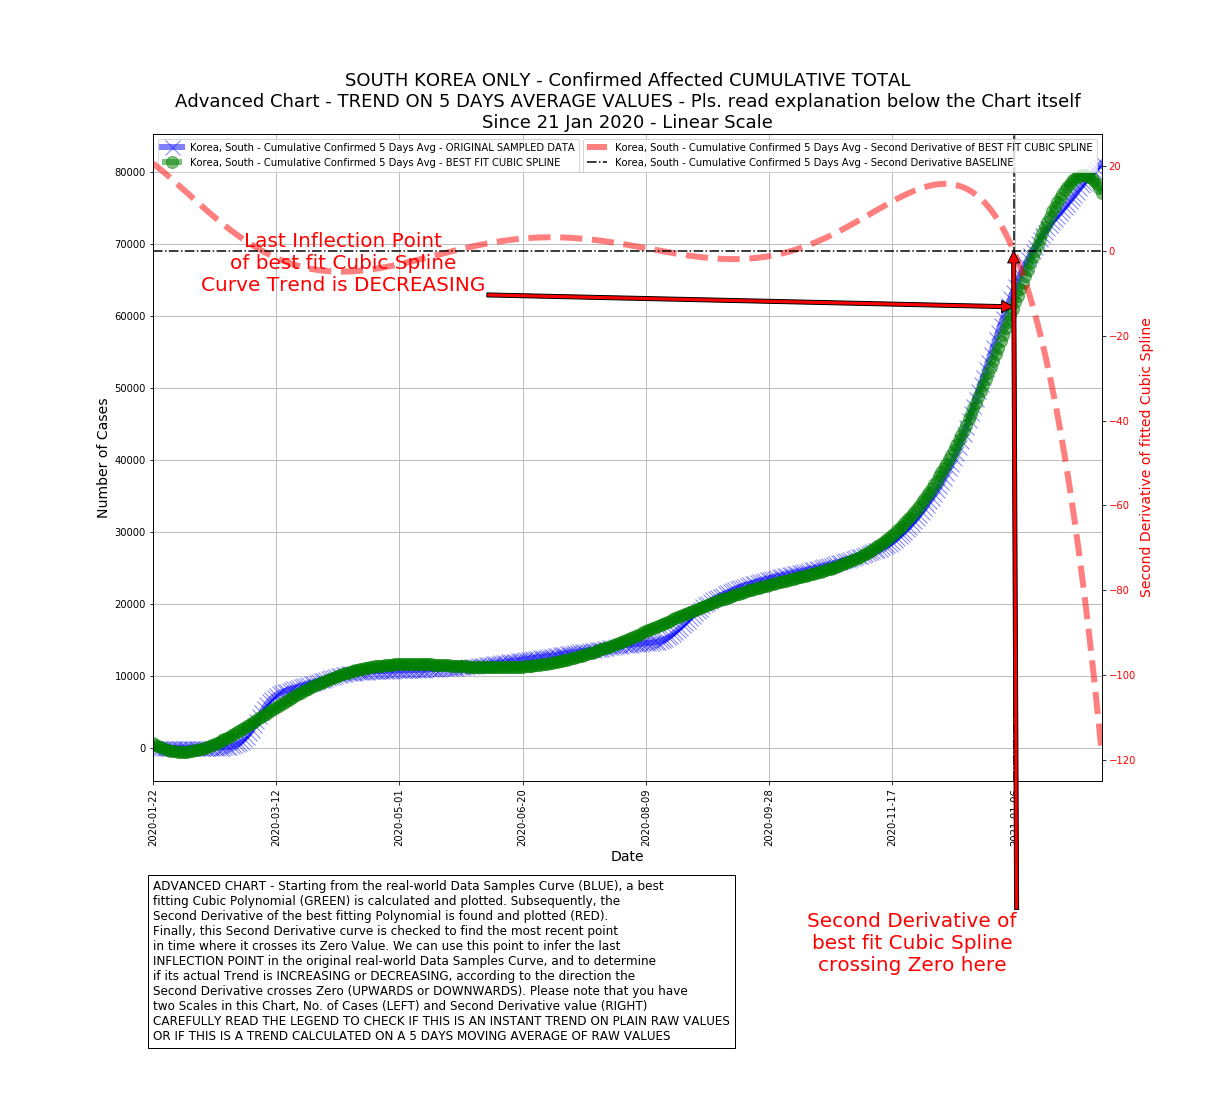 SOUTH KOREA ONLY - Confirmed Affected CUMULATIVE TOTAL
Advanced Chart - TREND ON 5 DAYS AVERAGE VALUES - Pls. read explanation below the Chart itself
Since 21 Jan 2020 - Linear Scale
Korea, South - Cumulative Confirmed 5 Days Avg - ORIGINAL SAMPLED DATA
Korea, South - Cumulative Confirmed 5 Days Avg - BEST FIT CUBIC SPLINE
Korea, South - Cumulative Confirmed 5 Days Avg - Second Derivative of BEST FIT CUBIC SPLINE
Korea, South - Cumulative Confirmed 5 Days Avg - Second Derivative BASELINE
80000
70000
60000
50000
40000
30000
20000
10000
0
Number of Cases
20
0
−20
−40
−60
−80
−100
−120
Second Derivative of fitted Cubic Spline
Last Inflection Point
of best fit Cubic Spline
Curve Trend is DECREASING
2020-01-22
2020-03-12
2020-05-01
2020-06-20
2020-08-09
2020-09-28
2020-11-17
2021-01-06
Date
Second Derivative of
best fit Cubic Spline
crossing Zero here
ADVANCED CHART - Starting from the real-world Data Samples Curve (BLUE), a best
fitting Cubic Polynomial (GREEN) is calculated and plotted. Subsequently, the
Second Derivative of the best fitting Polynomial is found and plotted (RED).
Finally, this Second Derivative curve is checked to find the most recent point
in time where it crosses its Zero Value. We can use this point to infer the last
INFLECTION POINT in the original real-world Data Samples Curve, and to determine
if its actual Trend is INCREASING or DECREASING, according to the direction the
Second Derivative crosses Zero (UPWARDS or DOWNWARDS). Please note that you have
two Scales in this Chart, No. of Cases (LEFT) and Second Derivative value (RIGHT)
CAREFULLY READ THE LEGEND TO CHECK IF THIS IS AN INSTANT TREND ON PLAIN RAW VALUES
OR IF THIS IS A TREND CALCULATED ON A 5 DAYS MOVING AVERAGE OF RAW VALUES